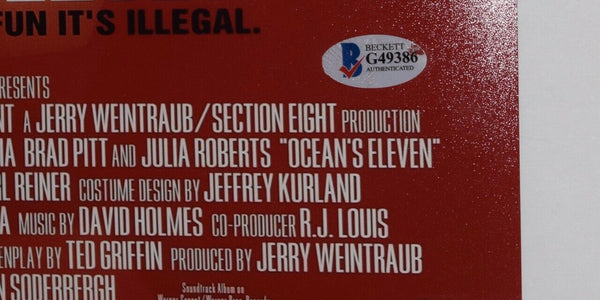 FUN IT'S ILLEGAL.
BECKETT
G49386
AUTHENTICATED
PRESENTS
A JERRY WEINTRAUB/SECTION EIGHT PRODUCTION
BRAD PITT AND JULIA ROBERTS "OCEAN'S ELEVEN"
REINER COSTUME DESIGN BY JEFFREY KURLAND
MUSIC BY DAVID HOLMES CO-PRODUCER R.J. LOUIS
ENPLAY BY TED GRIFFIN PRODUCED BY JERRY WEINTRAUB
SODERBERGH
Soundtrack Album on